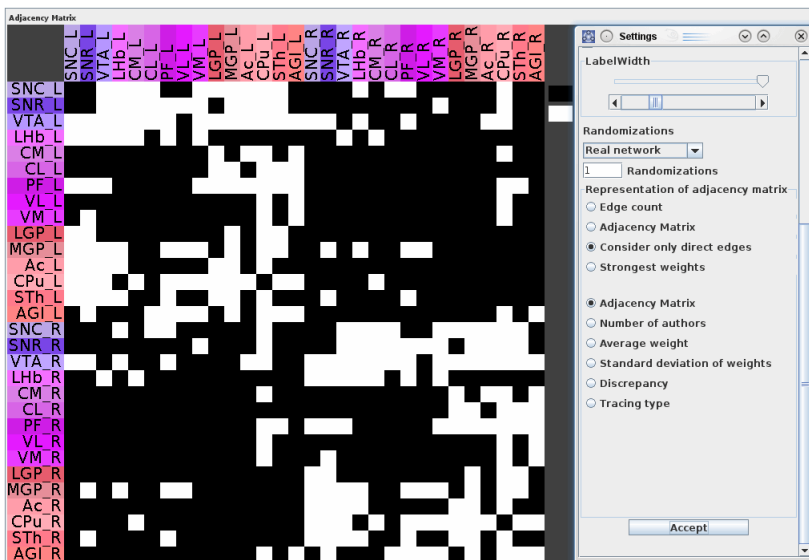 Adjacency Matrix
SNC_L SNR_L VTA_L LHb_L CM_L CL_L PF_L VL_L VM_L LGP_L MGP_L Ac_L CPu_L STh_L AGI_L SNC_R SNR_R VTA_R LHb_R CM_R CL_R PF_R VL_R VM_R LGP_R MGP_R Ac_R CPu_R STh_R AGI_R
SNC_L
SNR_L
VTA_L
LHb_L
CM_L
CL_L
PF_L
VL_L
VM_L
LGP_L
MGP_L
Ac_L
CPu_L
STh_L
AGI_L
SNC_R
SNR_R
VTA_R
LHb_R
CM_R
CL_R
PF_R
VL_R
VM_R
LGP_R
MGP_R
Ac_R
CPu_R
STh_R
AGI_R
Settings
LabelWidth
Randomizations
Real network
1 Randomizations
Representation of adjacency matrix
Edge count
Adjacency Matrix
Consider only direct edges
Strongest weights
Adjacency Matrix
Number of authors
Average weight
Standard deviation of weights
Discrepancy
Tracing type
Accept